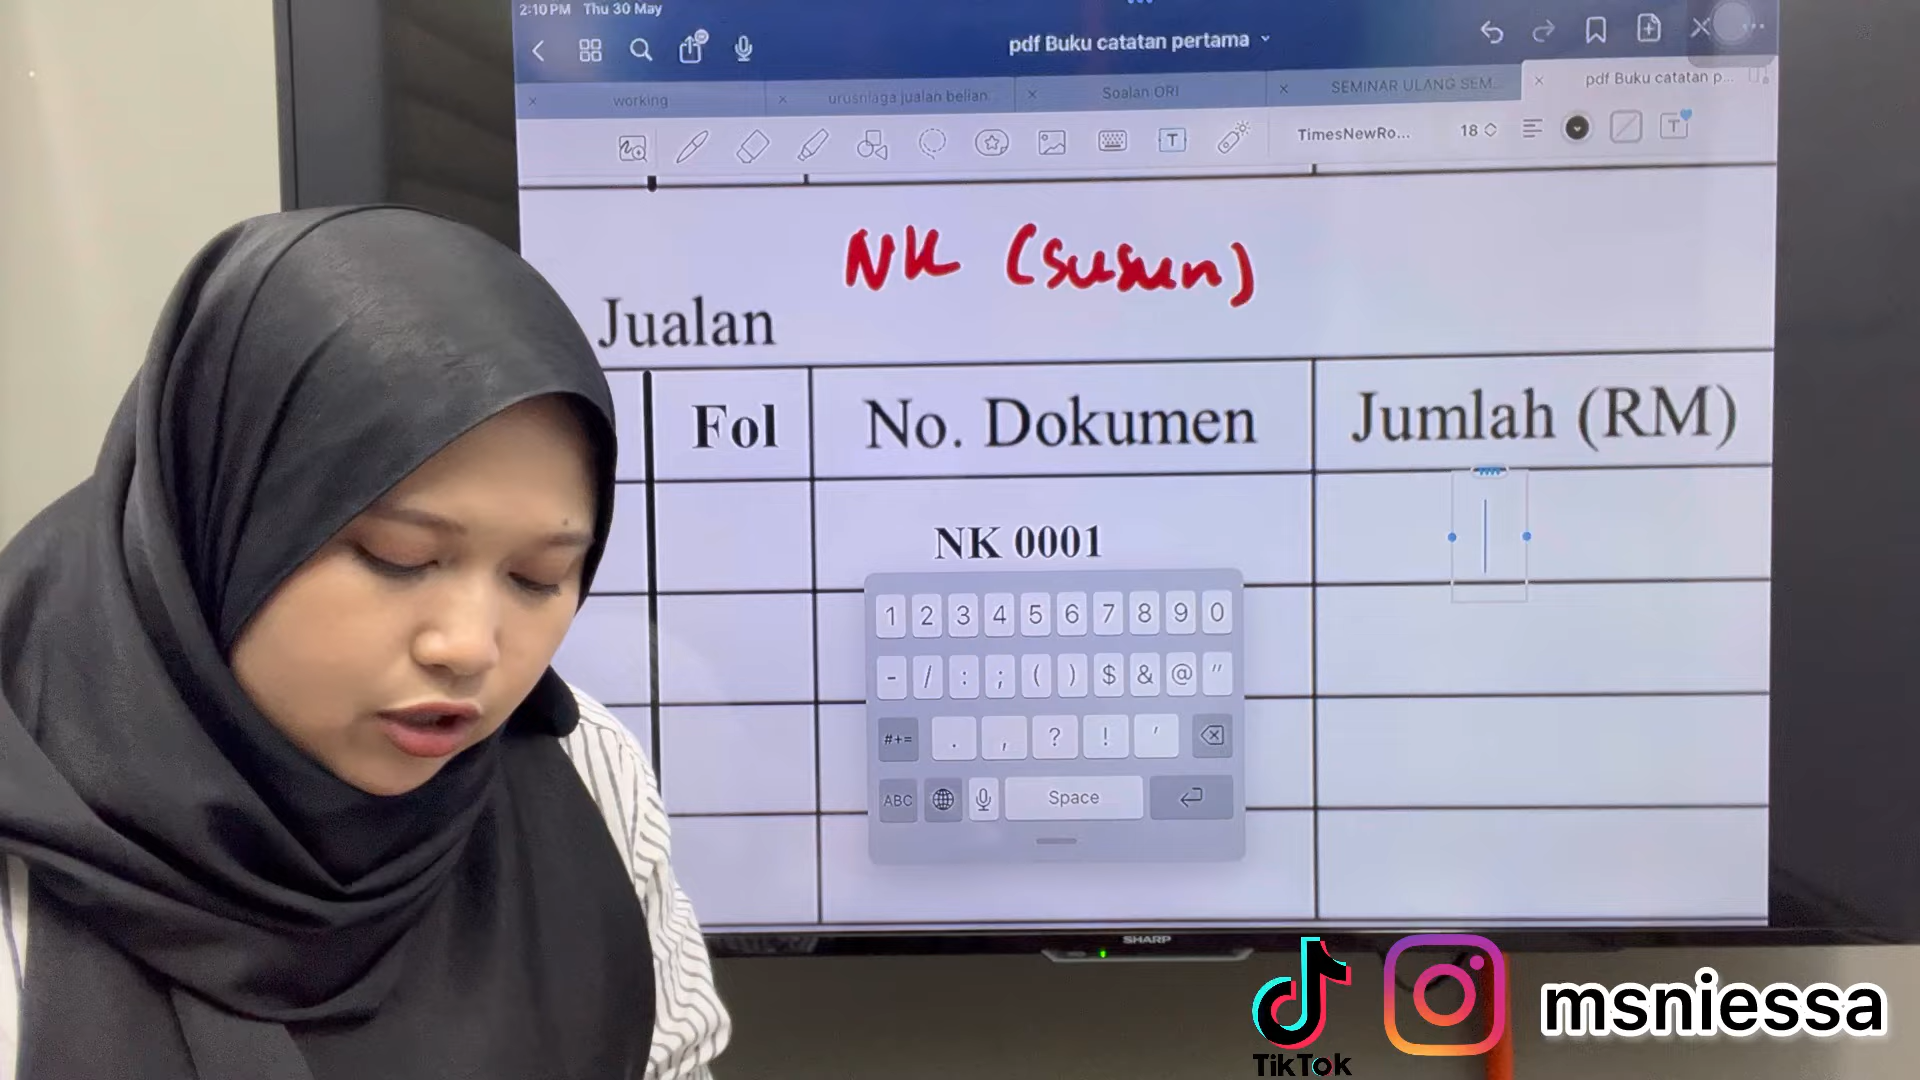 2:10 PM Thu 30 May
pdf Buku catatan pertama
working
urusniaga jualan belian
Soalan ORI
SEMINAR ULANG SEM...
pdf Buku catatan p...
TimesNewRo...
18
NK (susun)
Jualan
Fol
No. Dokumen
Jumlah (RM)
NK 0001
1 2 3 4 5 6 7 8 9 0
- / : ; ( ) $ & @ "
#+= . , ? ! '
ABC Space
SHARP
TikTok
msniessa